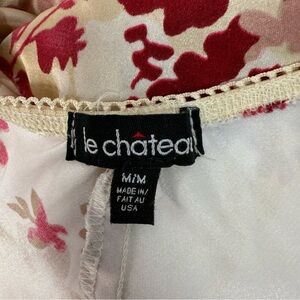 le château
M/M
MADE IN/
FAIT AU
USA